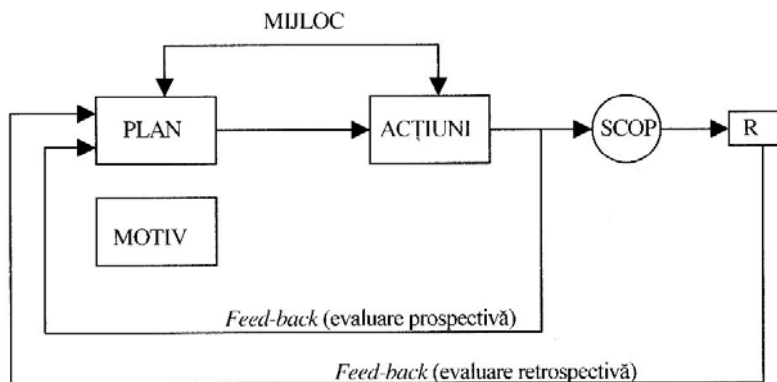 MIJLOC
PLAN
ACȚIUNI
SCOP
R
MOTIV
Feed-back (evaluare prospectivă)
Feed-back (evaluare retrospectivă)